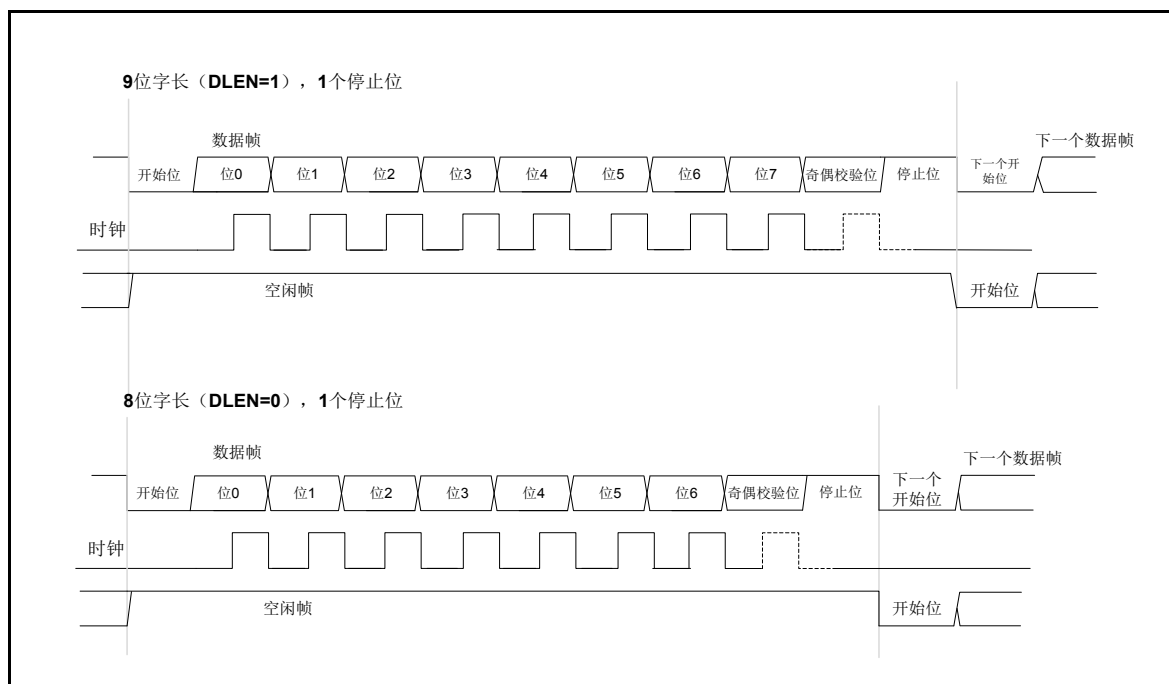 9位字长（DLEN=1），1个停止位
数据帧
下一个数据帧
开始位 位0 位1 位2 位3 位4 位5 位6 位7 奇偶校验位 停止位 下一个开
始位
时钟
空闲帧
开始位
8位字长（DLEN=0），1个停止位
数据帧
下一个数据帧
开始位 位0 位1 位2 位3 位4 位5 位6 奇偶校验位 停止位 下一个
开始位
时钟
空闲帧
开始位